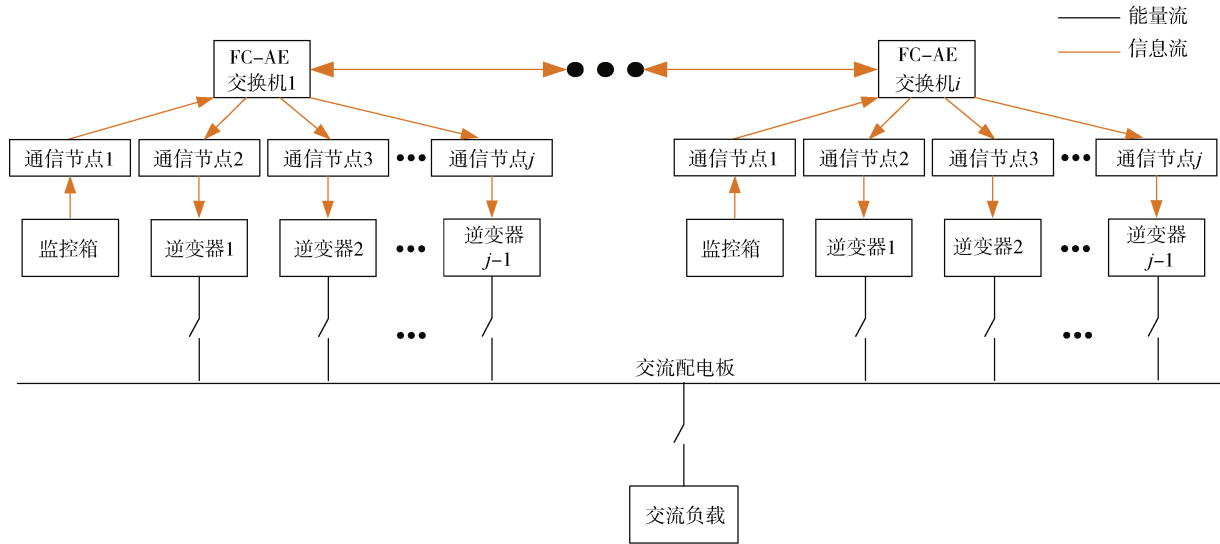 能量流
信息流
FC-AE
交换机1
FC-AE
交换机i
通信节点1
通信节点2
通信节点3
通信节点j
通信节点1
通信节点2
通信节点3
通信节点j
监控箱
逆变器1
逆变器2
逆变器
j-1
监控箱
逆变器1
逆变器2
逆变器
j-1
交流配电板
交流负载